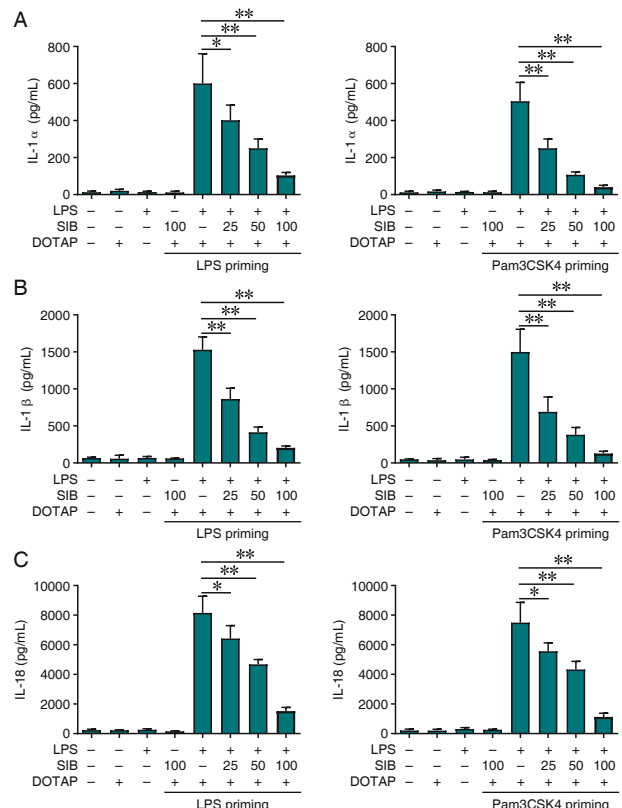 A
**
**
*
800
600
400
200
0
IL-1 α (pg/mL)
LPS – – + – + + + +
SIB – – – 100 – 25 50 100
DOTAP – + – + + + + +
LPS priming
**
**
**
800
600
400
200
0
IL-1 α (pg/mL)
LPS – – + – + + + +
SIB – – – 100 – 25 50 100
DOTAP – + – + + + + +
Pam3CSK4 priming
B
**
**
**
2000
1500
1000
500
0
IL-1 β (pg/mL)
LPS – – + – + + + +
SIB – – – 100 – 25 50 100
DOTAP – + – + + + + +
LPS priming
**
**
**
2000
1500
1000
500
0
IL-1 β (pg/mL)
LPS – – + – + + + +
SIB – – – 100 – 25 50 100
DOTAP – + – + + + + +
Pam3CSK4 priming
C
**
**
*
10000
8000
6000
4000
2000
0
IL-18 (pg/mL)
LPS – – + – + + + +
SIB – – – 100 – 25 50 100
DOTAP – + – + + + + +
LPS priming
**
**
*
10000
8000
6000
4000
2000
0
IL-18 (pg/mL)
LPS – – + – + + + +
SIB – – – 100 – 25 50 100
DOTAP – + – + + + + +
Pam3CSK4 priming